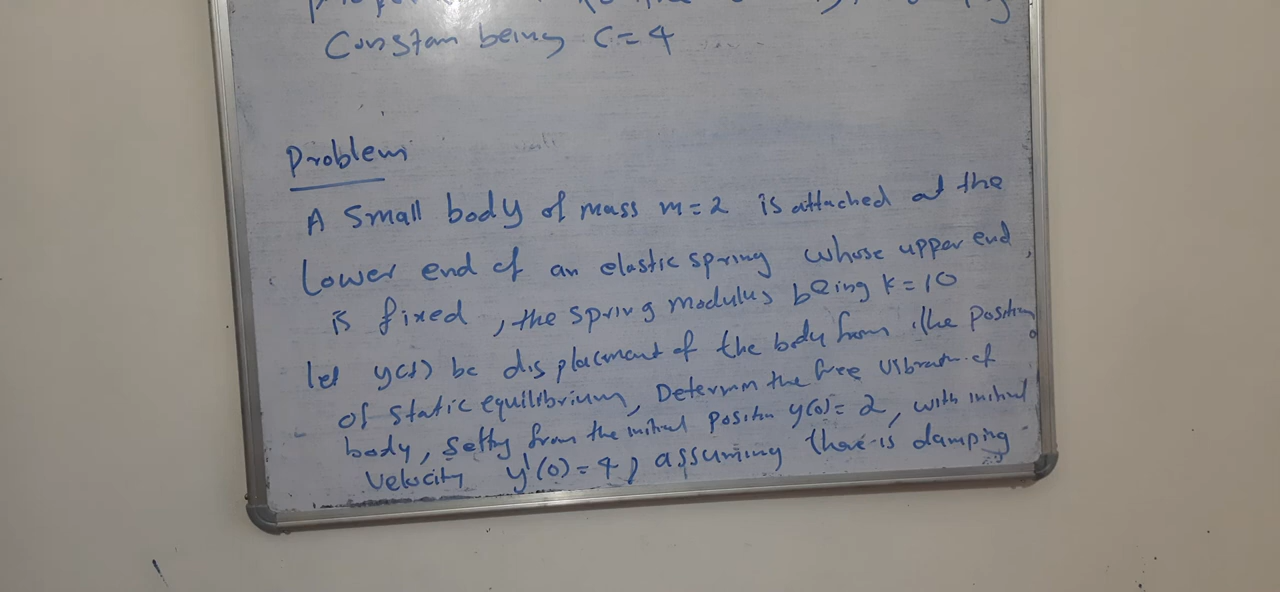 Constan being C = 4
Problem
A Small body of mass m = 2 is attached at the
Lower end of an elastic spring whose upper end
is fixed, the spring modulus being k = 10
let y(t) be displacment of the body from the position
of static equilibrium, Determin the free vibration of
body, from the initial position y(0) = 2, with initial
Velocity y'(0) = 4, assuming there is damping